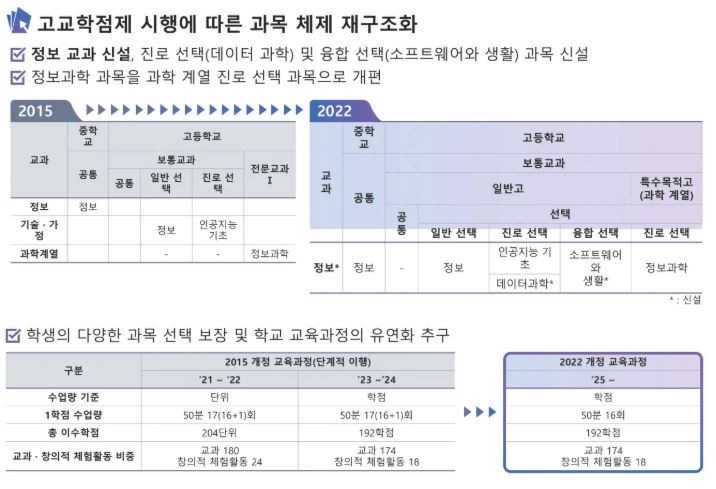 고교학점제 시행에 따른 과목 체제 재구조화
정보 교과 신설, 진로 선택(데이터 과학) 및 융합 선택(소프트웨어와 생활) 과목 신설
정보과학 과목을 과학 계열 진로 선택 과목으로 개편
2015
교과 중학교 고등학교
공통 보통교과 전문교과 I
공통 일반 선택 진로 선택
정보 정보
기술·가정 정보 인공지능 기초
과학계열 - - 정보과학
2022
교과 중학교 고등학교
공통 보통교과
일반고 특수목적고(과학 계열)
공통 선택
일반 선택 진로 선택 융합 선택 진로 선택
정보* 정보 - 정보 인공지능 기초 소프트웨어와 생활* 정보과학
데이터과학*
* : 신설
학생의 다양한 과목 선택 보장 및 학교 교육과정의 유연화 추구
구분 2015 개정 교육과정(단계적 이행) 2022 개정 교육과정
’21 ~ ’22 ’23 ~’24 ’25 ~
수업량 기준 단위 학점 학점
1학점 수업량 50분 17(16+1)회 50분 17(16+1)회 50분 16회
총 이수학점 204단위 192학점 192학점
교과·창의적 체험활동 비중 교과 180 교과 174 교과 174
창의적 체험활동 24 창의적 체험활동 18 창의적 체험활동 18